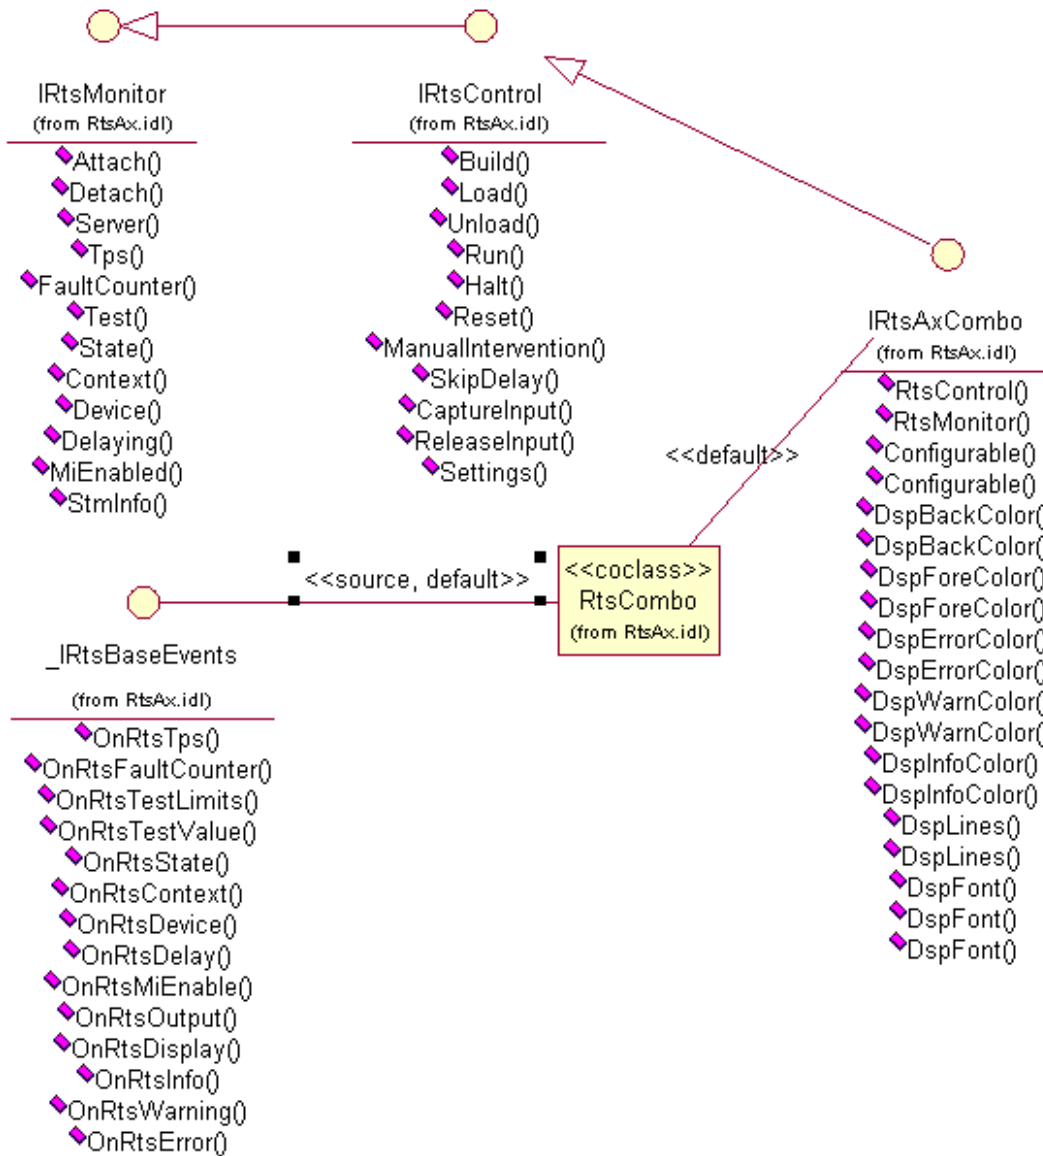 IRtsMonitor
(from RtsAx.idl)
Attach()
Detach()
Server()
Tps()
FaultCounter()
Test()
State()
Context()
Device()
Delaying()
MiEnabled()
StmInfo()
IRtsControl
(from RtsAx.idl)
Build()
Load()
Unload()
Run()
Halt()
Reset()
ManualIntervention()
SkipDelay()
CaptureInput()
ReleaseInput()
Settings()
IRtsAxCombo
(from RtsAx.idl)
RtsControl()
RtsMonitor()
Configurable()
Configurable()
DspBackColor()
DspBackColor()
DspForeColor()
DspForeColor()
DspErrorColor()
DspErrorColor()
DspWarnColor()
DspWarnColor()
DspInfoColor()
DspInfoColor()
DspLines()
DspLines()
DspFont()
DspFont()
DspFont()
<<default>>
<<source, default>>
<<coclass>>
RtsCombo
(from RtsAx.idl)
_IRtsBaseEvents
(from RtsAx.idl)
OnRtsTps()
OnRtsFaultCounter()
OnRtsTestLimits()
OnRtsTestValue()
OnRtsState()
OnRtsContext()
OnRtsDevice()
OnRtsDelay()
OnRtsMiEnable()
OnRtsOutput()
OnRtsDisplay()
OnRtsInfo()
OnRtsWarning()
OnRtsError()